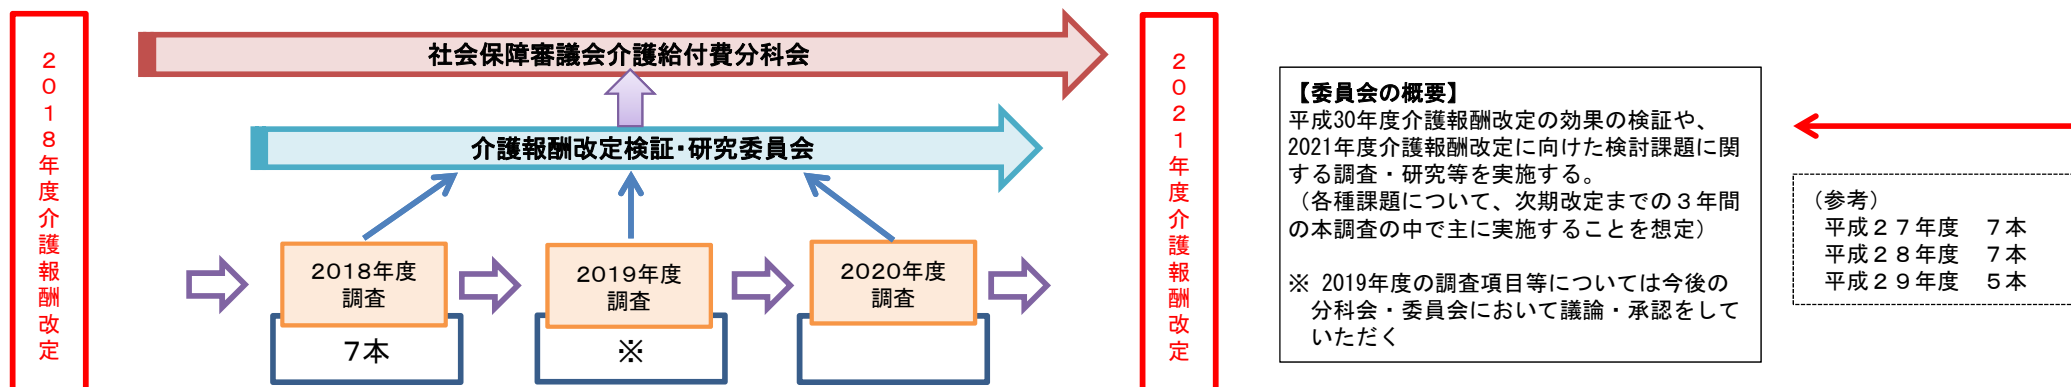 ２０１８年度介護報酬改定
社会保障審議会介護給付費分科会
介護報酬改定検証・研究委員会
2018年度
調査
7本
2019年度
調査
※
2020年度
調査
２０２１年度介護報酬改定
【委員会の概要】
平成30年度介護報酬改定の効果の検証や、
2021年度介護報酬改定に向けた検討課題に関
する調査・研究等を実施する。
（各種課題について、次期改定までの３年間
の本調査の中で主に実施することを想定）
※ 2019年度の調査項目等については今後の
分科会・委員会において議論・承認をして
いただく
（参考）
平成２７年度　７本
平成２８年度　７本
平成２９年度　５本